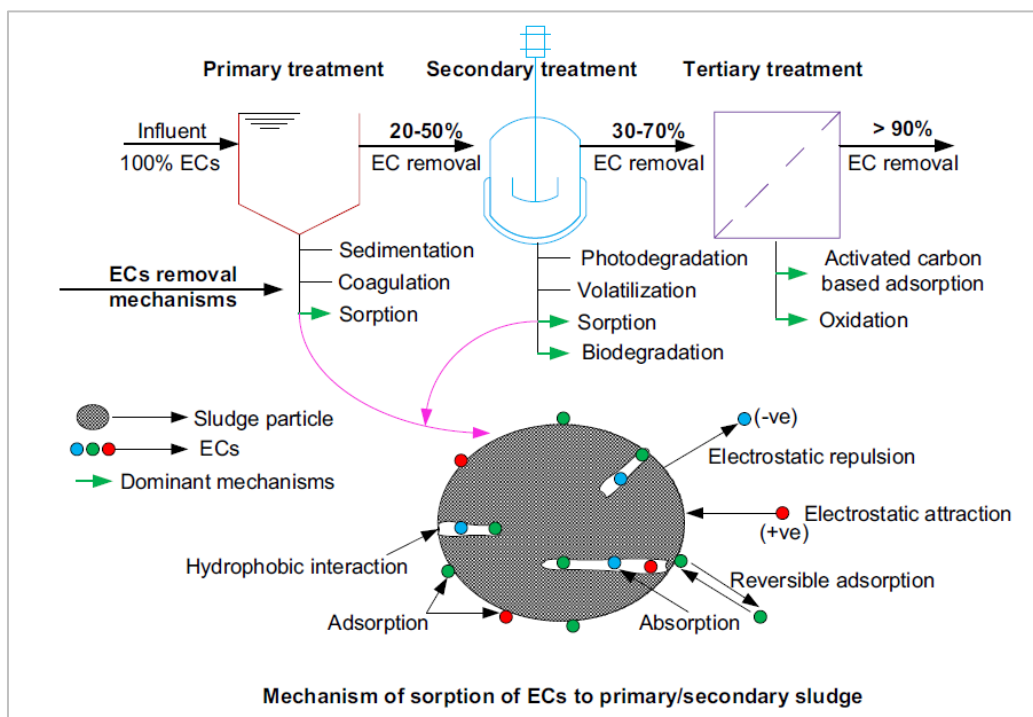 Primary treatment
Secondary treatment
Tertiary treatment
Influent
100% ECs
20-50%
EC removal
30-70%
EC removal
> 90%
EC removal
ECs removal
mechanisms
Sedimentation
Coagulation
Sorption
Photodegradation
Volatilization
Sorption
Biodegradation
Activated carbon
based adsorption
Oxidation
Sludge particle
ECs
Dominant mechanisms
(-ve)
Electrostatic repulsion
Electrostatic attraction
(+ve)
Hydrophobic interaction
Reversible adsorption
Adsorption
Absorption
Mechanism of sorption of ECs to primary/secondary sludge